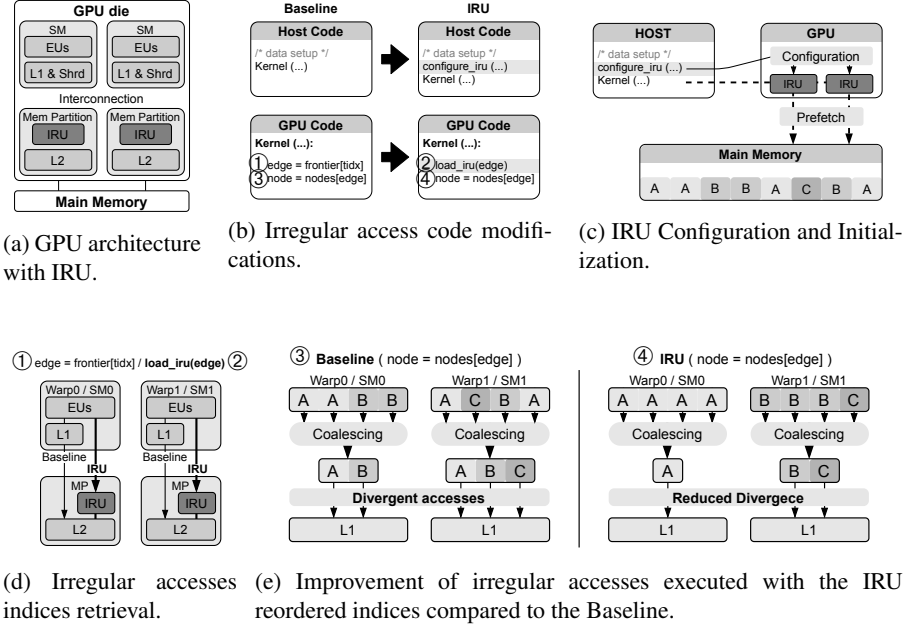 GPU die
SM
SM
EUs
EUs
L1 & Shrd
L1 & Shrd
Interconnection
Mem Partition
Mem Partition
IRU
IRU
L2
L2
Main Memory
(a) GPU architecture
with IRU.
Baseline
IRU
Host Code
Host Code
/* data setup */
Kernel (...)
/* data setup */
configure_iru (...)
Kernel (...)
GPU Code
GPU Code
Kernel (...):
Kernel (...):
① edge = frontier[tidx]
③ node = nodes[edge]
② load_iru(edge)
④ node = nodes[edge]
(b) Irregular access code modifi-
cations.
HOST
GPU
/* data setup */
configure_iru (...)
Kernel (...)
Configuration
IRU
IRU
Prefetch
Main Memory
A A B B A C B A
(c) IRU Configuration and Initial-
ization.
① edge = frontier[tidx] / load_iru(edge) ②
Warp0 / SM0
Warp1 / SM1
EUs
EUs
L1
L1
Baseline
Baseline
IRU
IRU
MP
MP
IRU
IRU
L2
L2
(d) Irregular accesses
indices retrieval.
③ Baseline ( node = nodes[edge] )
Warp0 / SM0
Warp1 / SM1
A A B B
A C B A
Coalescing
Coalescing
A B
A B C
Divergent accesses
L1
L1
④ IRU ( node = nodes[edge] )
Warp0 / SM0
Warp1 / SM1
A A A A
B B B C
Coalescing
Coalescing
A
B C
Reduced Divergece
L1
L1
(e) Improvement of irregular accesses executed with the IRU
reordered indices compared to the Baseline.